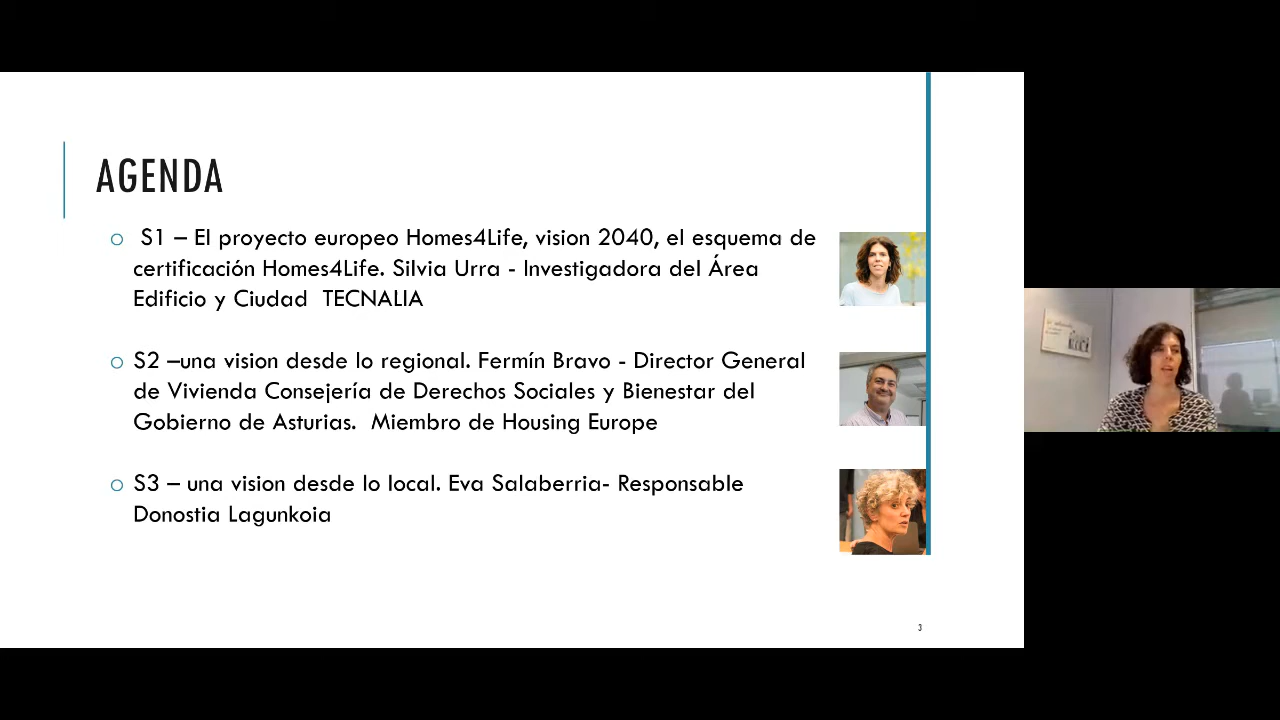 AGENDA
S1 – El proyecto europeo Homes4Life, vision 2040, el esquema de
certificación Homes4Life. Silvia Urra - Investigadora del Área
Edificio y Ciudad TECNALIA
S2 –una vision desde lo regional. Fermín Bravo - Director General
de Vivienda Consejería de Derechos Sociales y Bienestar del
Gobierno de Asturias. Miembro de Housing Europe
S3 – una vision desde lo local. Eva Salaberria- Responsable
Donostia Lagunkoia
3